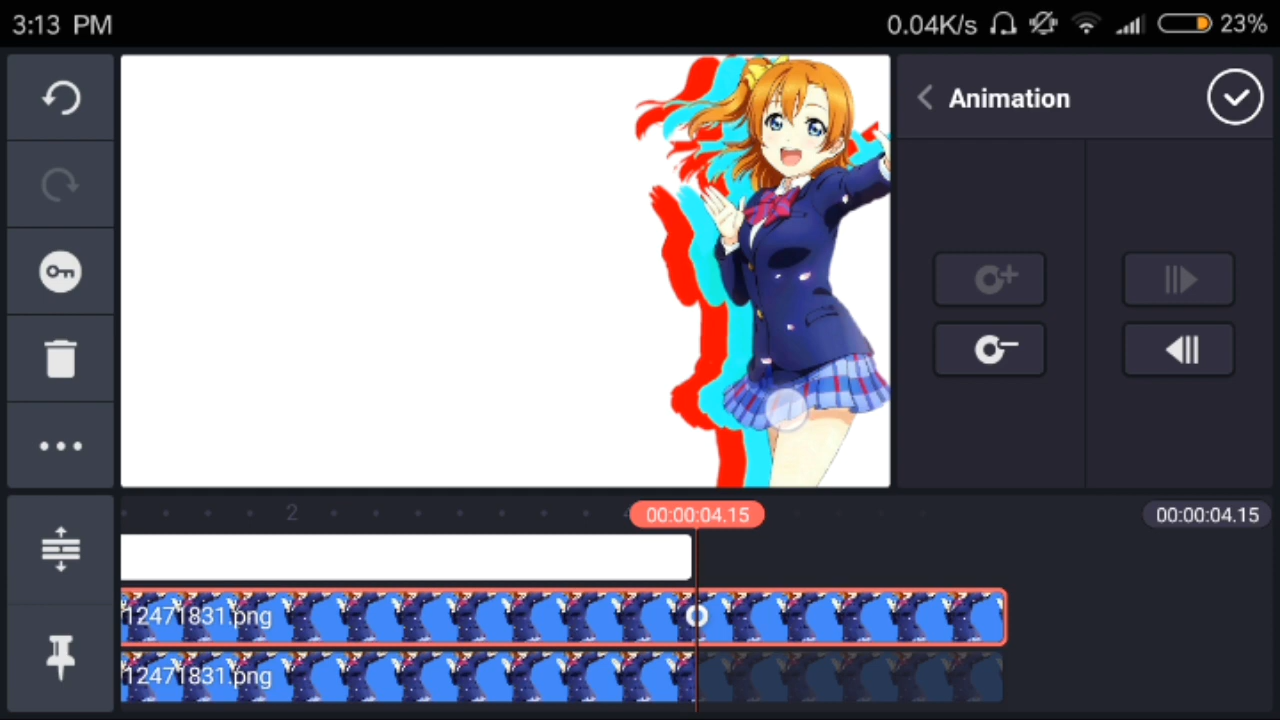 3:13 PM
0.04K/s
23%
Animation
2
00:00:04.15
00:00:04.15
12471831.png
12471831.png